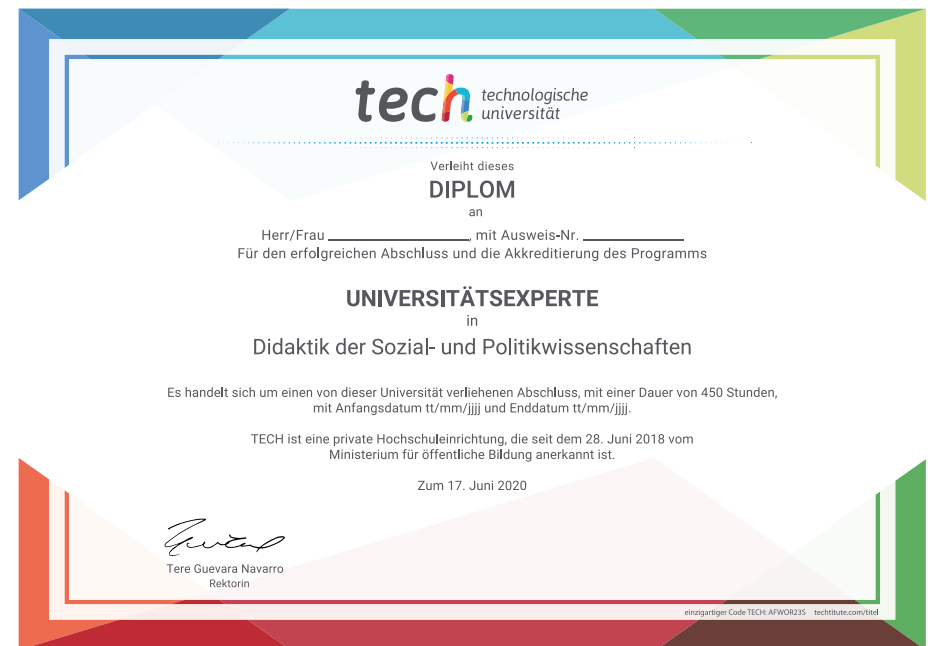 tech technologische
universität
Verleiht dieses
DIPLOM
an
Herr/Frau ____________________, mit Ausweis-Nr. ______________
Für den erfolgreichen Abschluss und die Akkreditierung des Programms
UNIVERSITÄTSEXPERTE
in
Didaktik der Sozial- und Politikwissenschaften
Es handelt sich um einen von dieser Universität verliehenen Abschluss, mit einer Dauer von 450 Stunden,
mit Anfangsdatum tt/mm/jjjj und Enddatum tt/mm/jjjj.
TECH ist eine private Hochschuleinrichtung, die seit dem 28. Juni 2018 vom
Ministerium für öffentliche Bildung anerkannt ist.
Zum 17. Juni 2020
Tere Guevara Navarro
Rektorin
einzigartiger Code TECH: AFWOR23S techtitute.com/titel